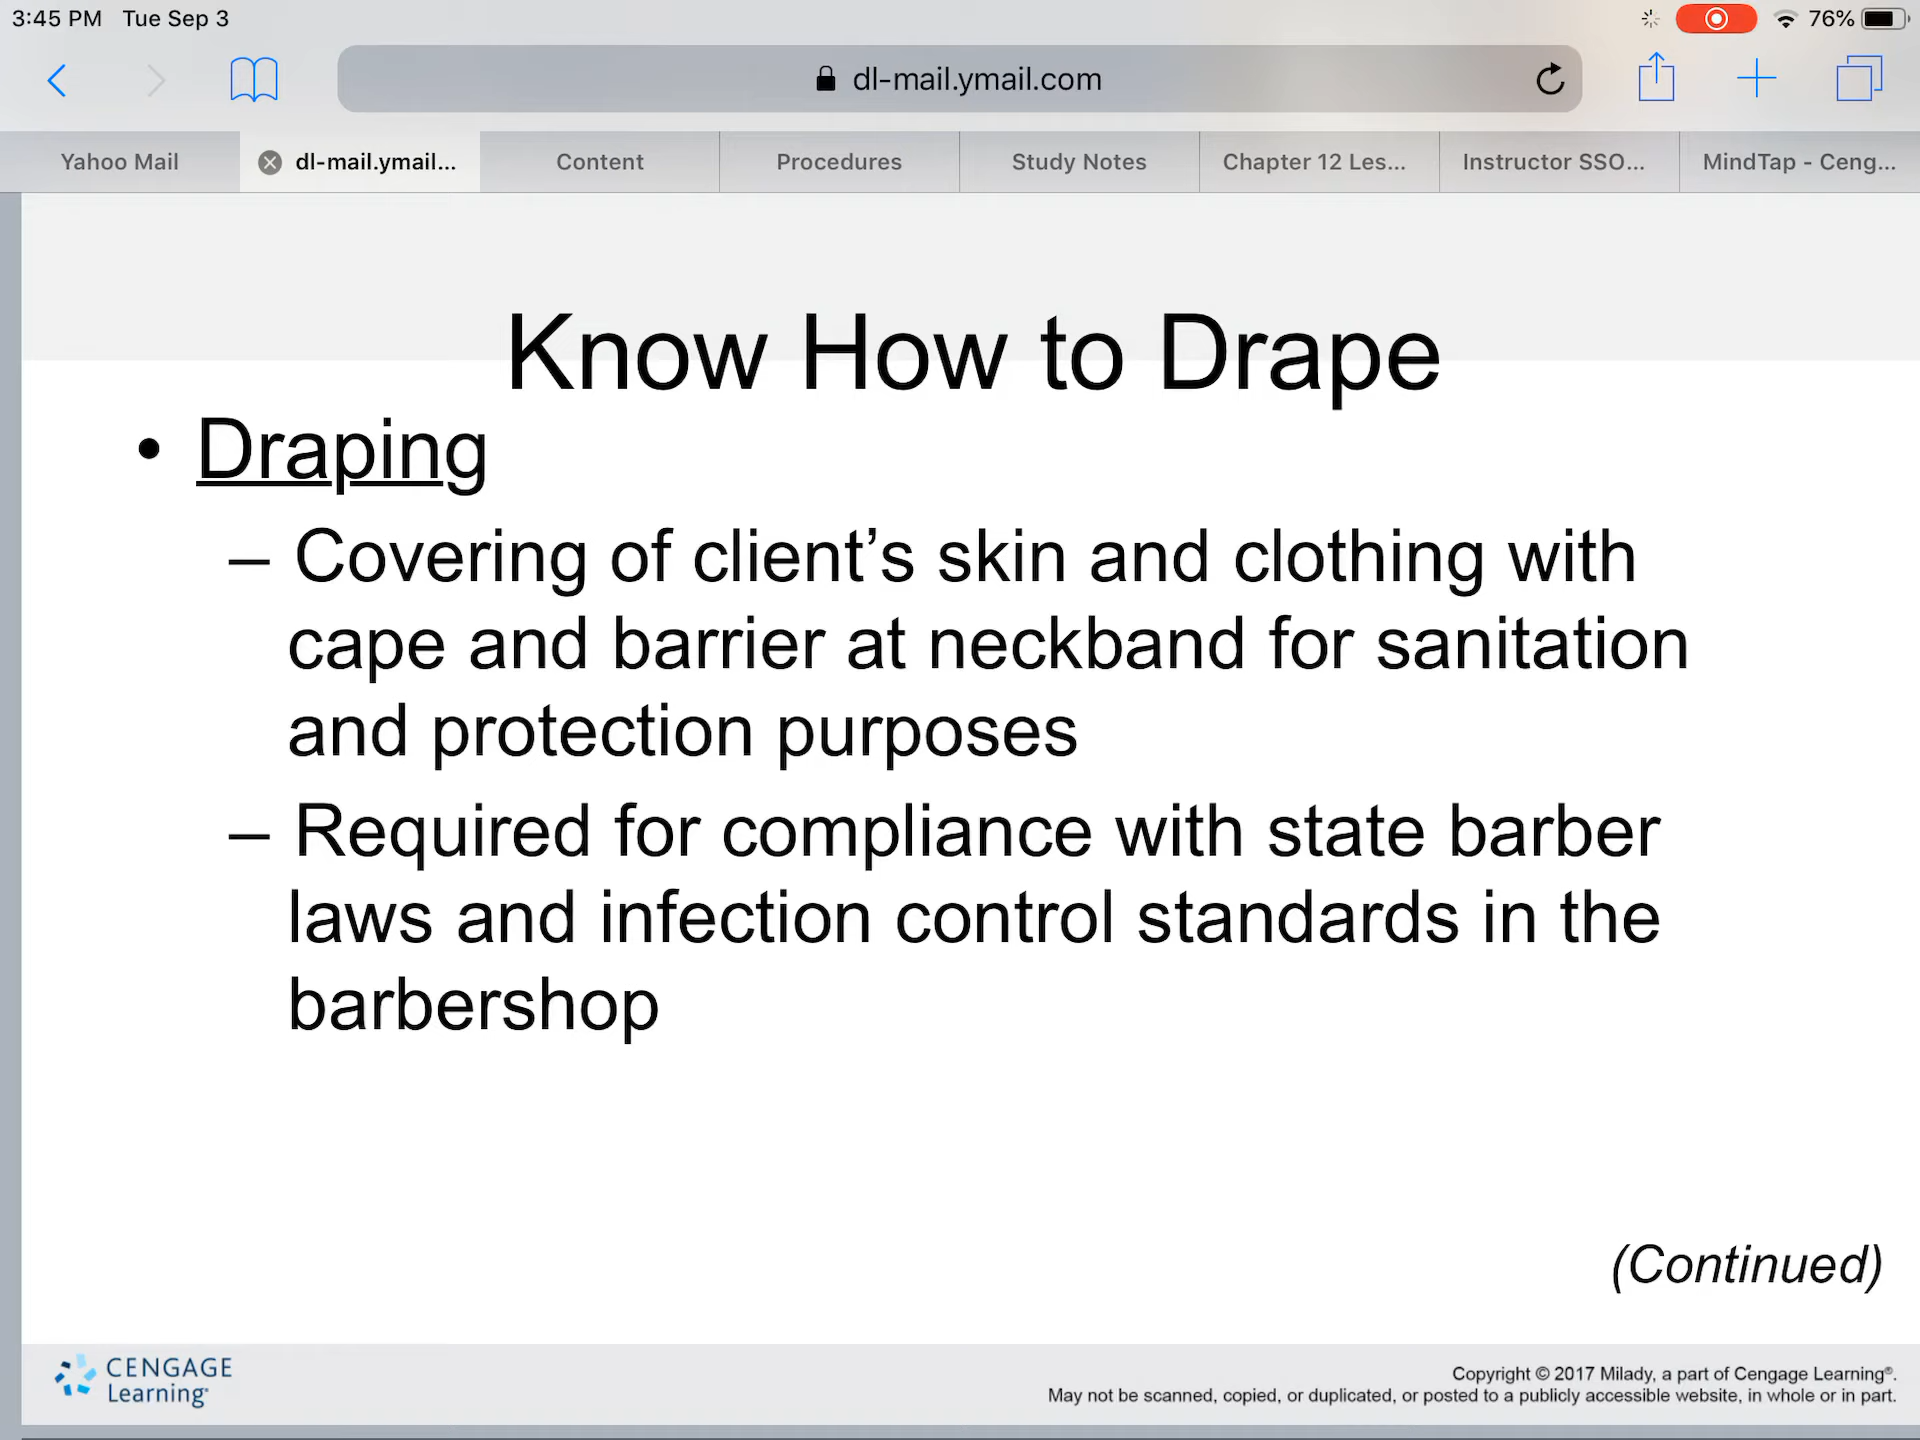 3:45 PM Tue Sep 3 76%
dl-mail.ymail.com
Yahoo Mail dl-mail.ymail... Content Procedures Study Notes Chapter 12 Les... Instructor SSO... MindTap - Ceng...
Know How to Drape
• Draping
– Covering of client’s skin and clothing with
cape and barrier at neckband for sanitation
and protection purposes
– Required for compliance with state barber
laws and infection control standards in the
barbershop
(Continued)
CENGAGE
Learning®
Copyright © 2017 Milady, a part of Cengage Learning®.
May not be scanned, copied, or duplicated, or posted to a publicly accessible website, in whole or in part.